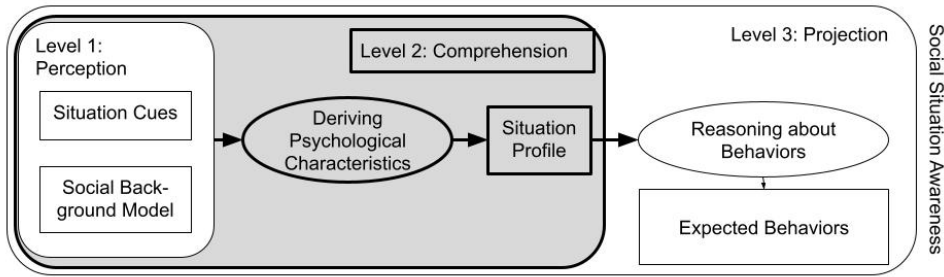 Level 1:
Perception
Situation Cues
Social Back-
ground Model
Level 2: Comprehension
Deriving
Psychological
Characteristics
Situation
Profile
Level 3: Projection
Reasoning about
Behaviors
Expected Behaviors
Social Situation Awareness